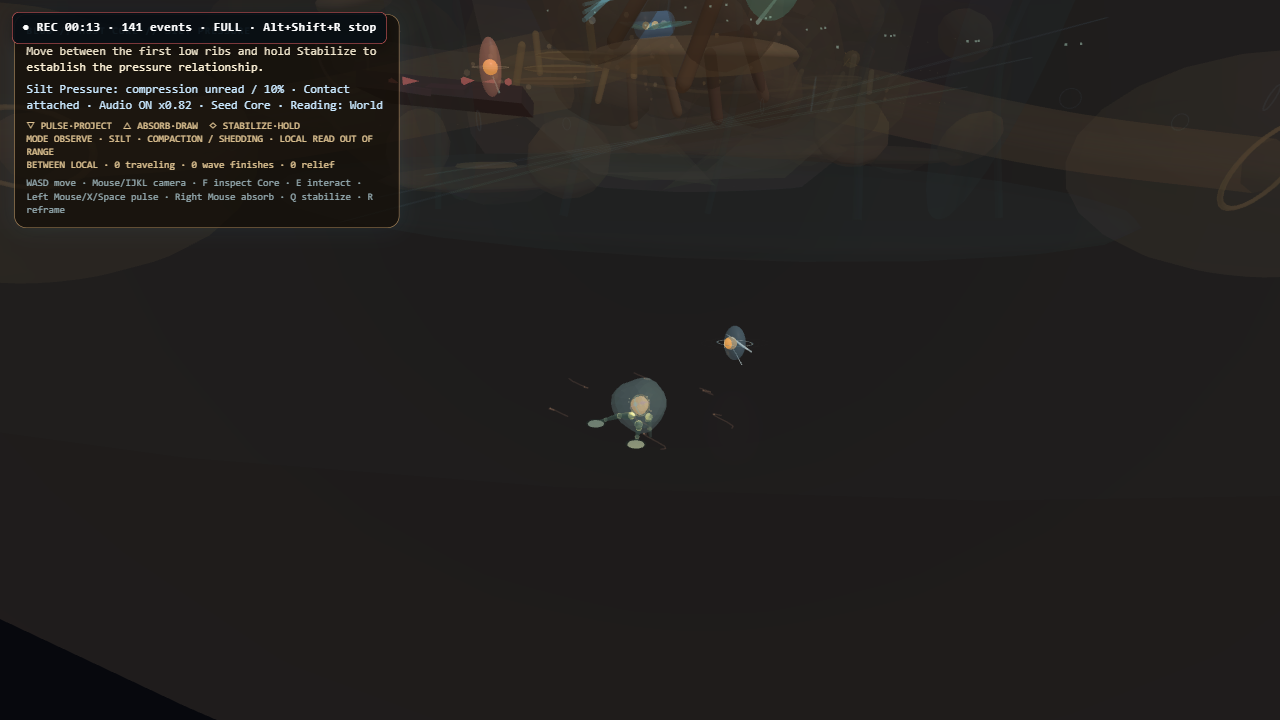 ● REC 00:13 · 141 events · FULL · Alt+Shift+R stop
Move between the first low ribs and hold Stabilize to
establish the pressure relationship.
Silt Pressure: compression unread / 10% · Contact
attached · Audio ON x0.82 · Seed Core · Reading: World
▽ PULSE·PROJECT △ ABSORB·DRAW ◇ STABILIZE·HOLD
MODE OBSERVE · SILT · COMPACTION / SHEDDING · LOCAL READ OUT OF
RANGE
BETWEEN LOCAL · 0 traveling · 0 wave finishes · 0 relief
WASD move · Mouse/IJKL camera · F inspect Core · E interact ·
Left Mouse/X/Space pulse · Right Mouse absorb · Q stabilize · R
reframe